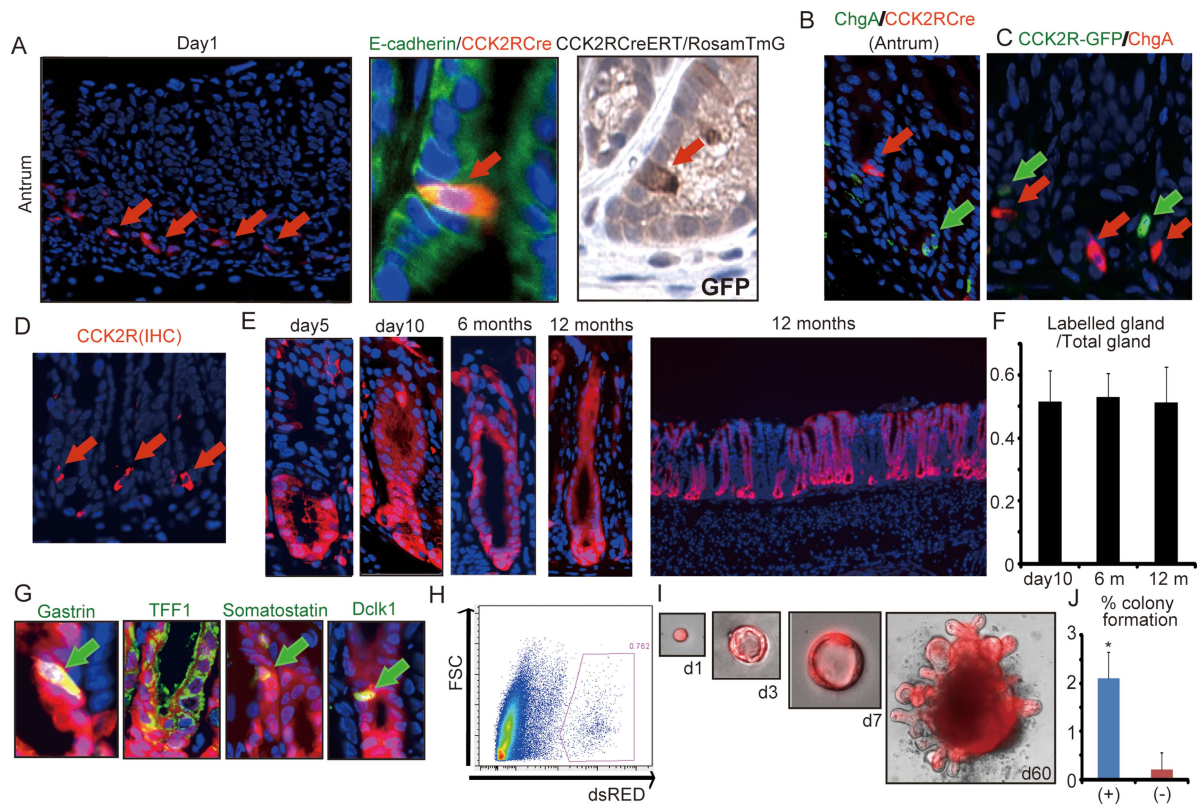 A
Day1
Antrum
E-cadherin/CCK2RCre
CCK2RCreERT/RosamTmG
GFP
B
ChgA/CCK2RCre
(Antrum)
C
CCK2R-GFP/ChgA
D
CCK2R(IHC)
E
day5
day10
6 months
12 months
12 months
F
Labelled gland
/Total gland
0.6
0.4
0.2
0
day10
6 m
12 m
G
Gastrin
TFF1
Somatostatin
Dclk1
H
FSC
0.762
dsRED
I
d1
d3
d7
d60
J
% colony
formation
3
2
1
0
*
(+)
(-)